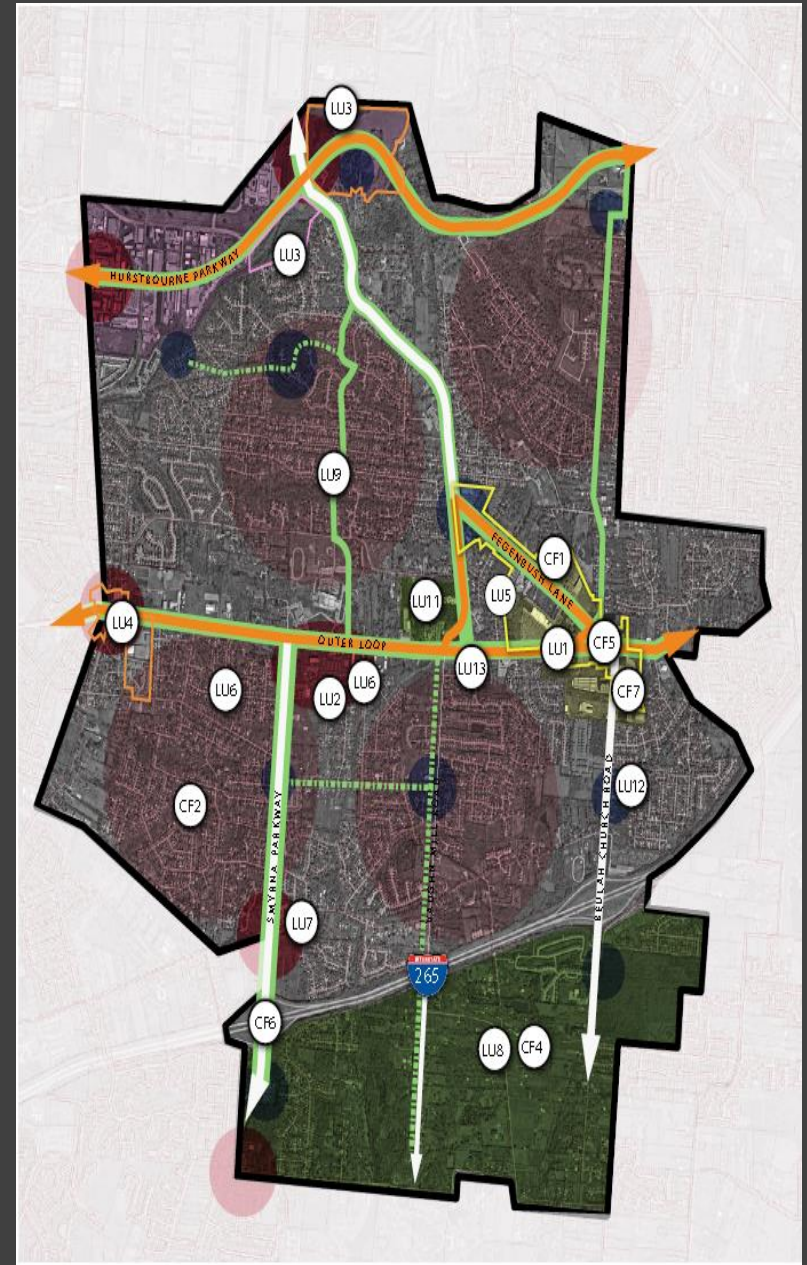 LU3
LU3
HURSTBOURNE PARKWAY
LU9
FEGENBUSH LANE
CF1
LU11
LU5
LU4
OUTER LOOP
LU1
CF5
LU13
LU6
LU2
LU6
CF7
CF2
SMYRNA PARKWAY
LU12
BEULAH CHURCH ROAD
LU7
INTERSTATE
265
CF6
LU8
CF4